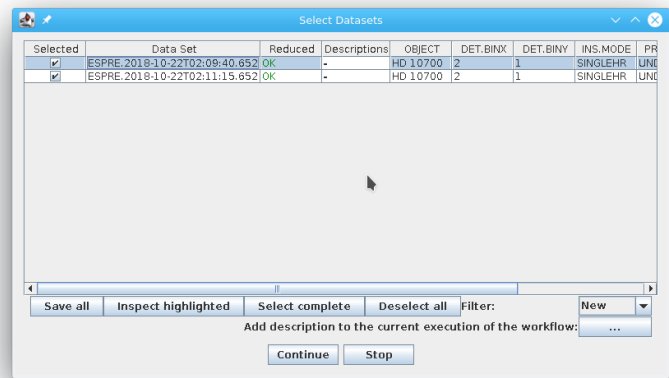 Select Datasets
Selected Data Set Reduced Descriptions OBJECT DET.BINX DET.BINY INS.MODE PR
ESPRE.2018-10-22T02:09:40.652 OK - HD 10700 2 1 SINGLEHR UND
ESPRE.2018-10-22T02:11:15.652 OK - HD 10700 2 1 SINGLEHR UND
Save all Inspect highlighted Select complete Deselect all Filter: New
Add description to the current execution of the workflow: ...
Continue Stop